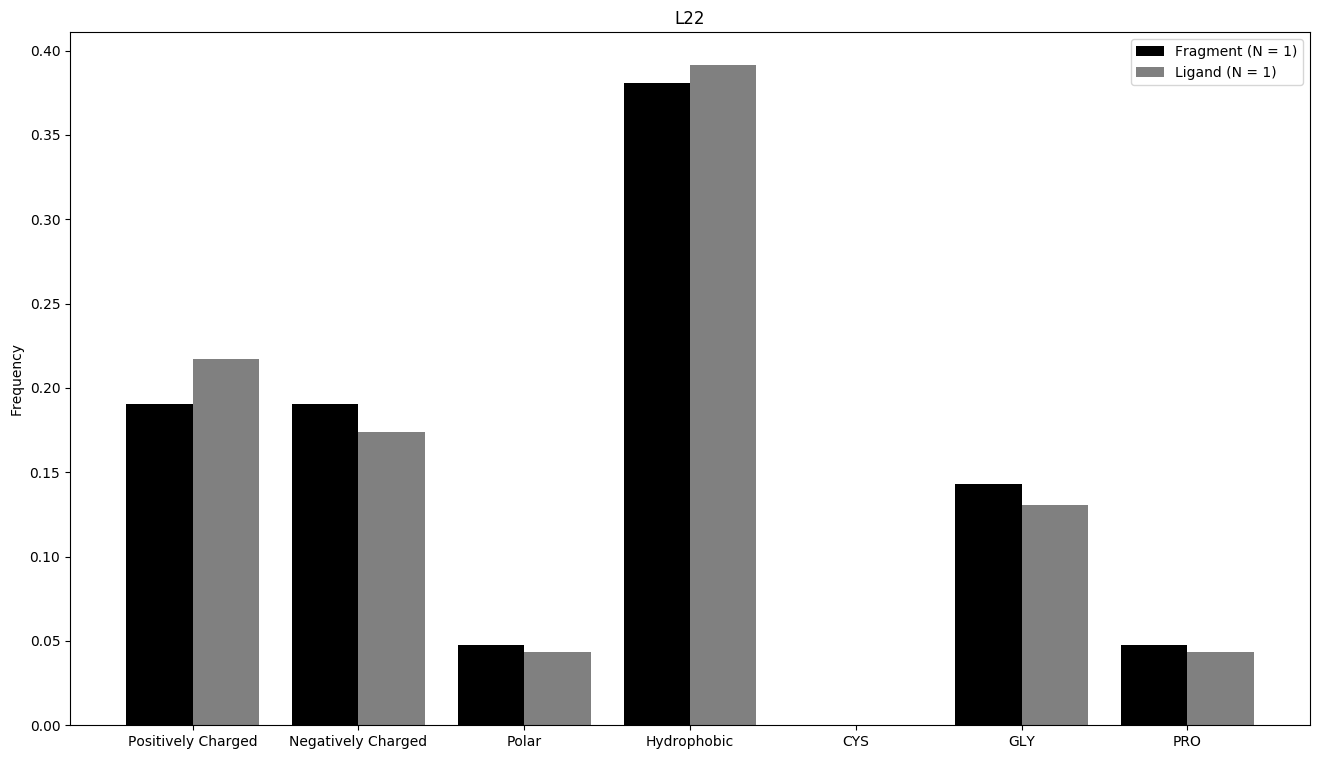 L22
Fragment (N = 1)
Ligand (N = 1)
Frequency
0.40
0.35
0.30
0.25
0.20
0.15
0.10
0.05
0.00
Positively Charged
Negatively Charged
Polar
Hydrophobic
CYS
GLY
PRO